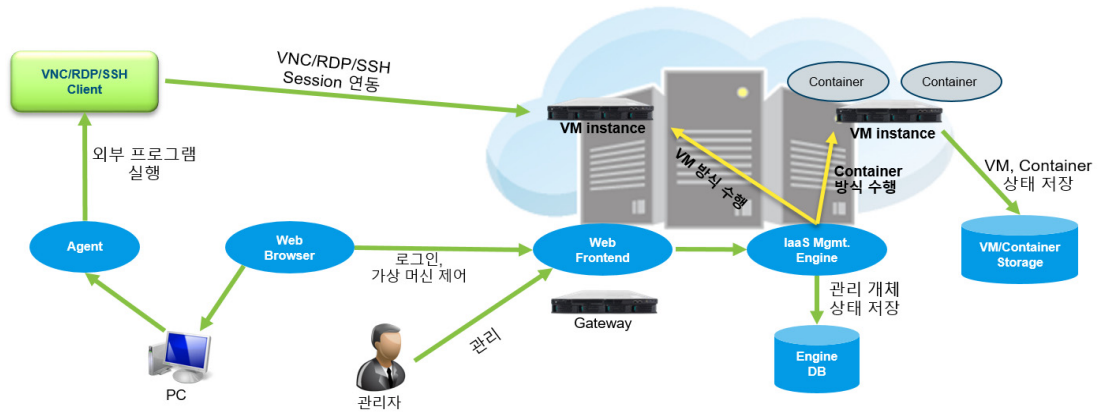 VNC/RDP/SSH
Client
VNC/RDP/SSH
Session 연동
Container
Container
VM instance
VM instance
외부 프로그램
실행
VM 방식 수행
Container
방식 수행
VM, Container
상태 저장
Agent
Web
Browser
로그인,
가상 머신 제어
Web
Frontend
IaaS Mgmt.
Engine
VM/Container
Storage
관리 개체
상태 저장
Gateway
관리
Engine
DB
PC
관리자